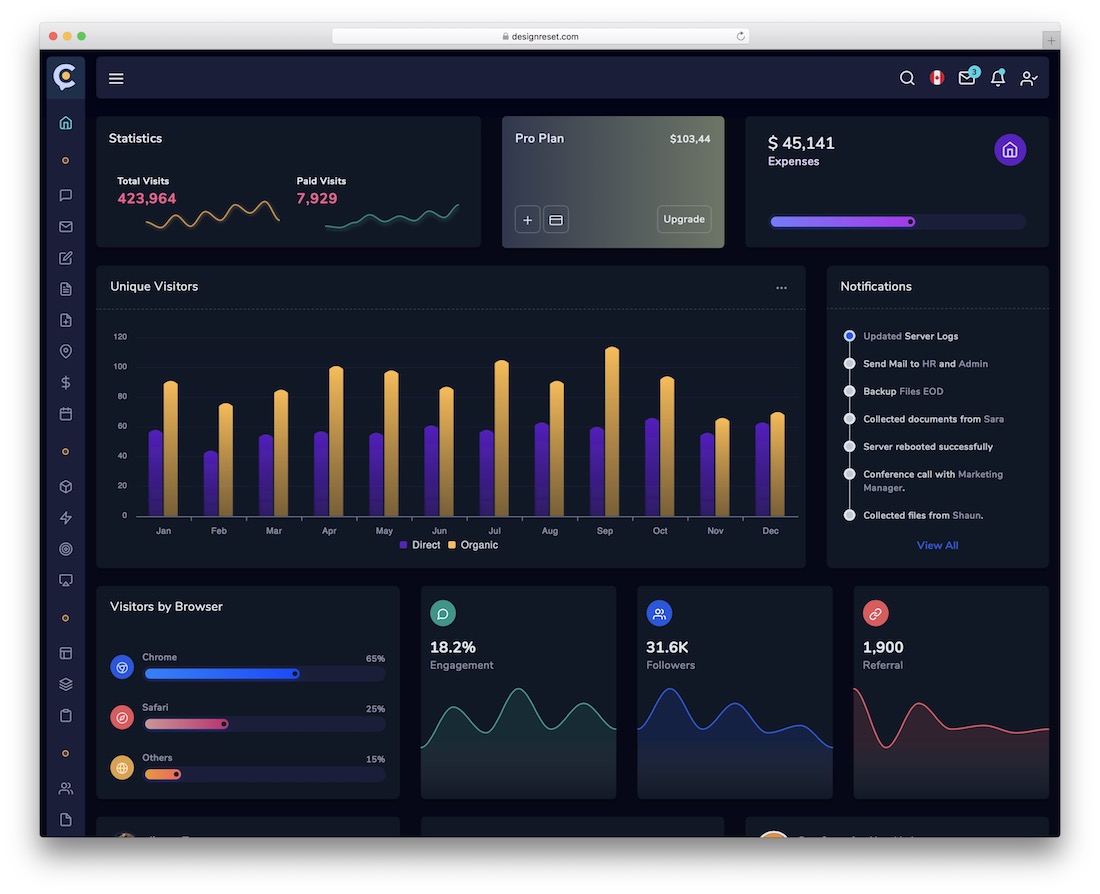 designreset.com
3
Statistics
Total Visits
423,964
Paid Visits
7,929
Pro Plan
$103,44
Upgrade
$ 45,141
Expenses
Unique Visitors
120
100
80
60
40
20
0
Jan Feb Mar Apr May Jun Jul Aug Sep Oct Nov Dec
Direct Organic
Notifications
Updated Server Logs
Send Mail to HR and Admin
Backup Files EOD
Collected documents from Sara
Server rebooted successfully
Conference call with Marketing
Manager.
Collected files from Shaun.
View All
Visitors by Browser
Chrome 65%
Safari 25%
Others 15%
18.2%
Engagement
31.6K
Followers
1,900
Referral